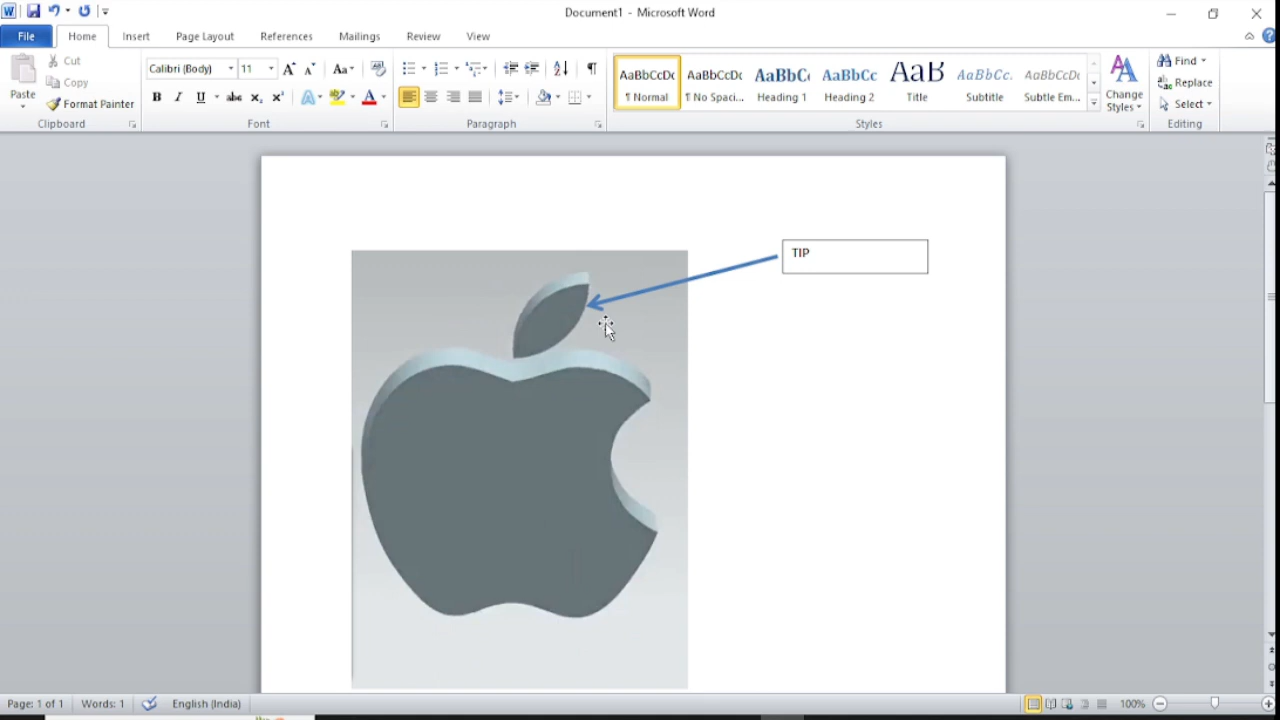 Document1 - Microsoft Word
File Home Insert Page Layout References Mailings Review View
Paste
Cut
Copy
Format Painter
Clipboard
Calibri (Body) 11
Font
Paragraph
AaBbCcDc AaBbCcDc AaBbC AaBbCc AaB AaBbCc. AaBbCcDc
¶ Normal ¶ No Spaci... Heading 1 Heading 2 Title Subtitle Subtle Em...
Change
Styles
Styles
Find
Replace
Select
Editing
TIP
Page: 1 of 1 Words: 1 English (India) 100%